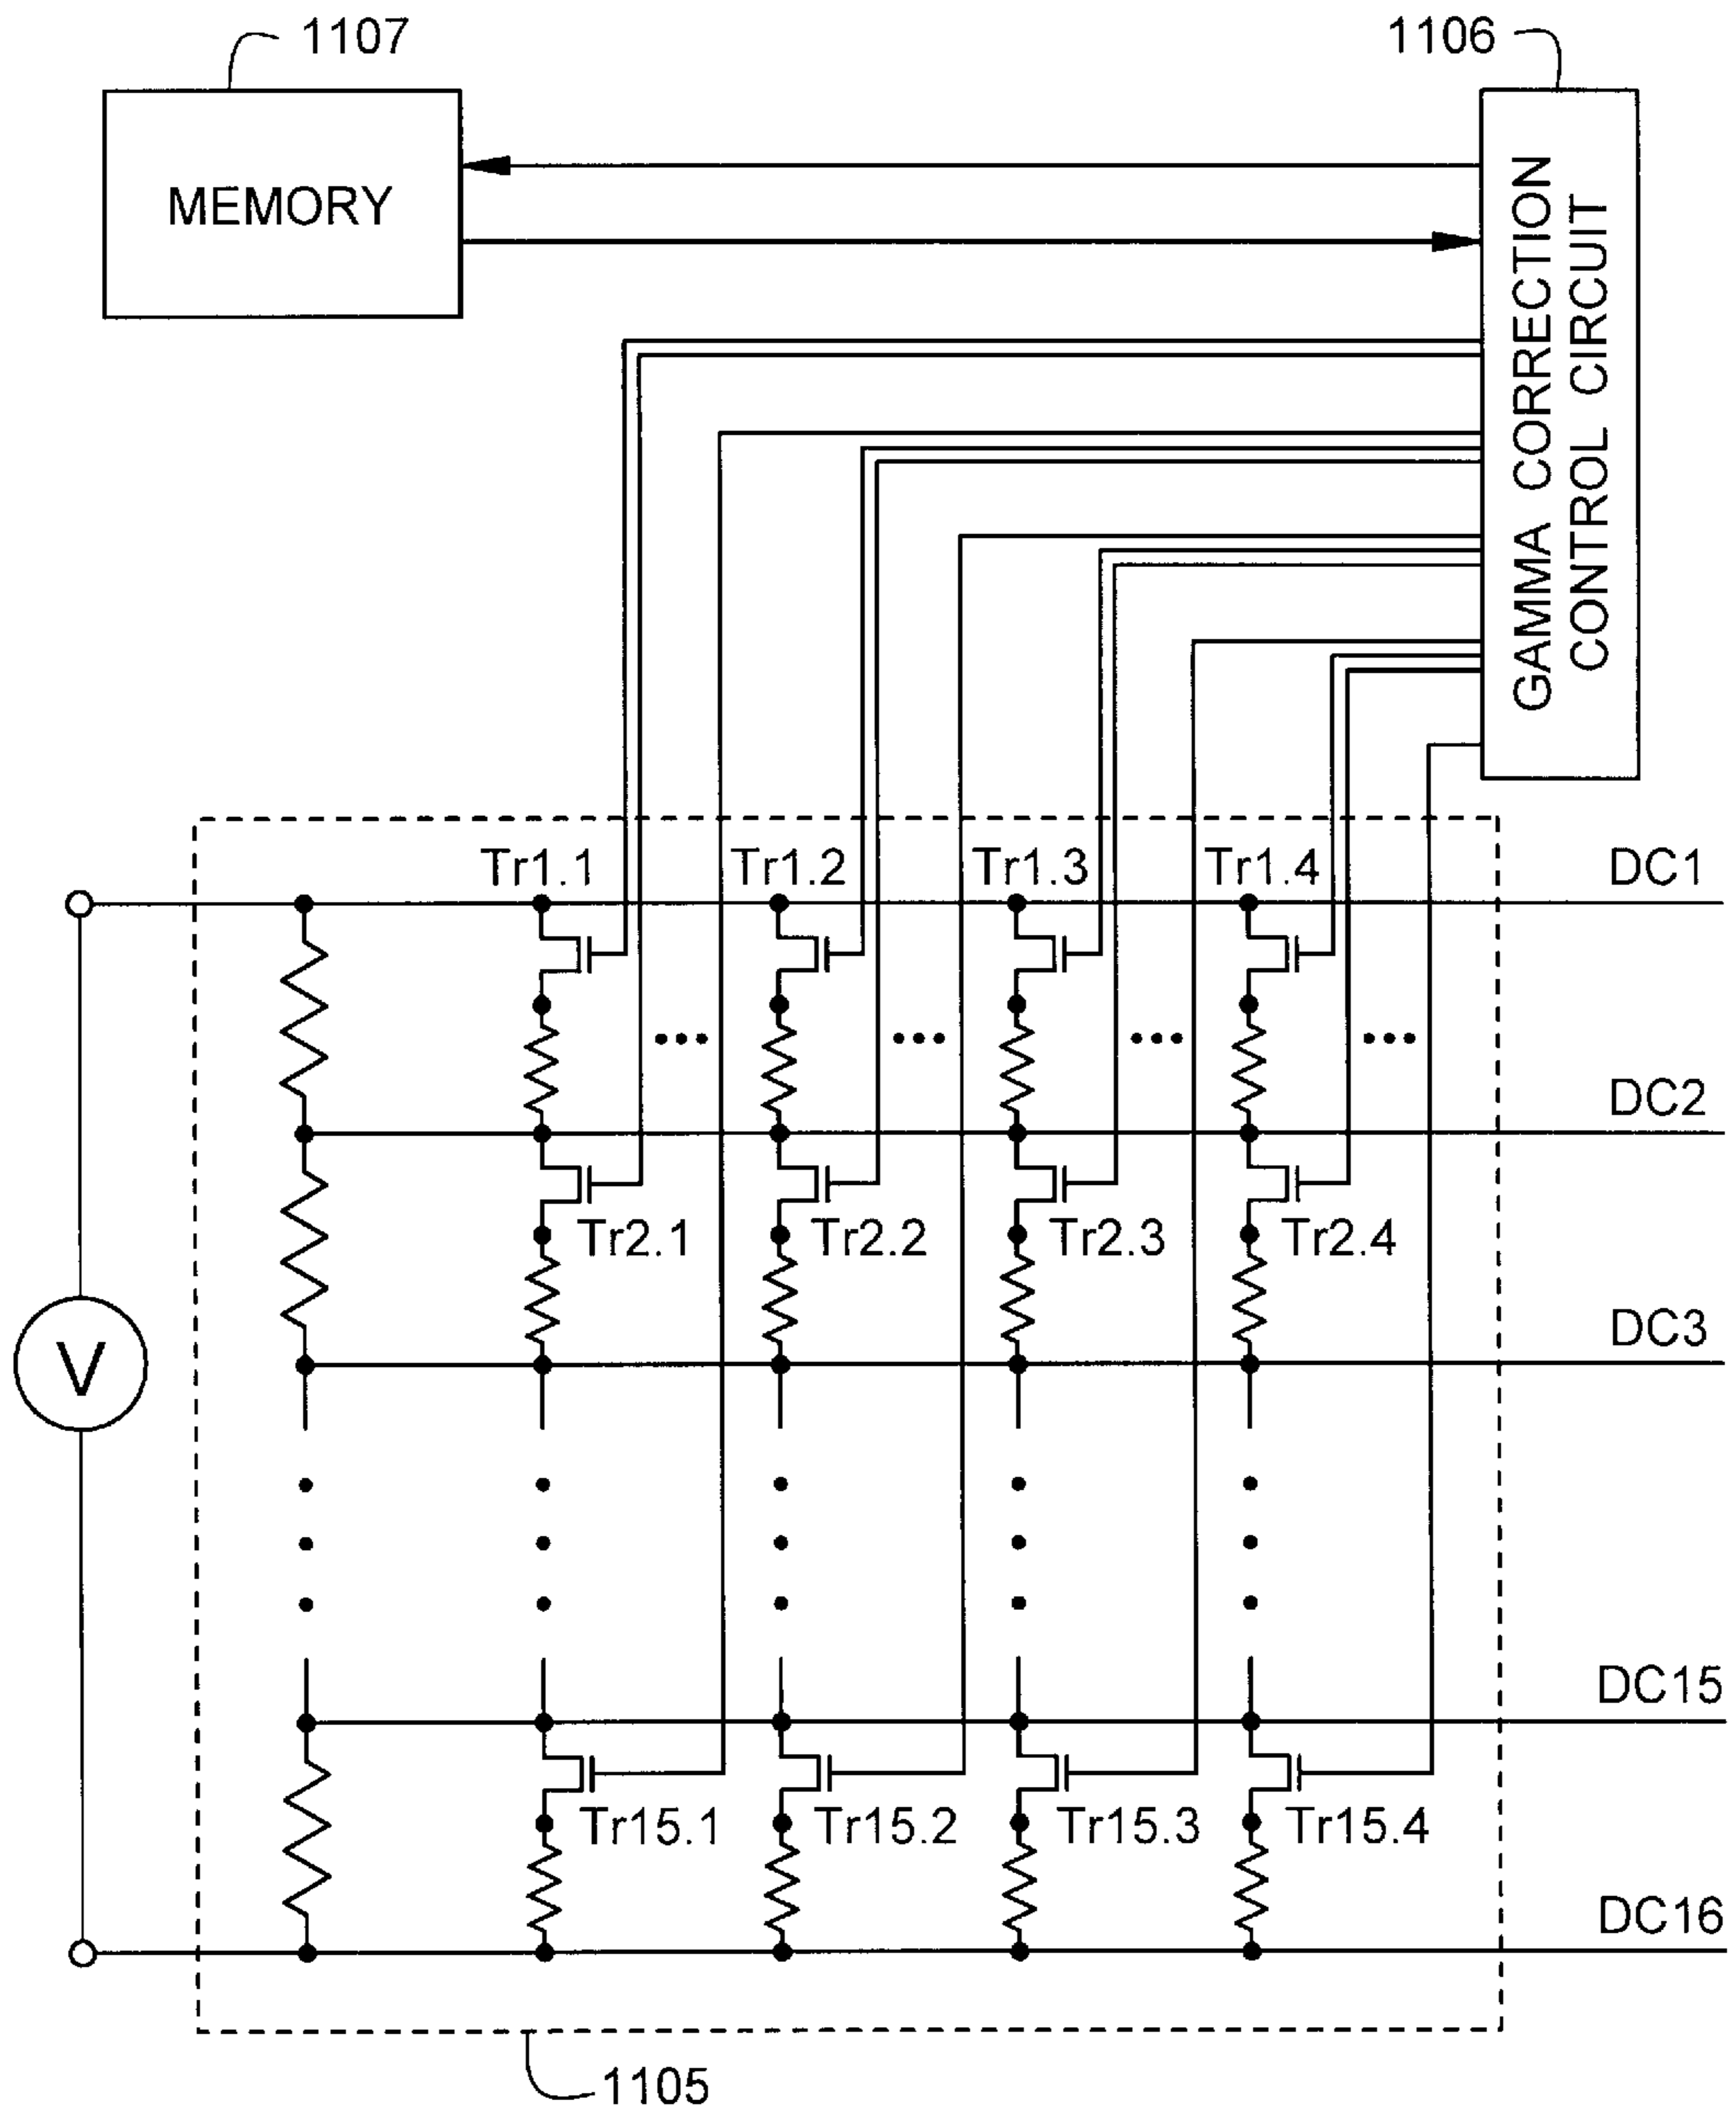 1107
1106
MEMORY
GAMMA CORRECTION
CONTROL CIRCUIT
Tr1.1
Tr1.2
Tr1.3
Tr1.4
DC1
DC2
Tr2.1
Tr2.2
Tr2.3
Tr2.4
DC3
V
DC15
Tr15.1
Tr15.2
Tr15.3
Tr15.4
DC16
1105